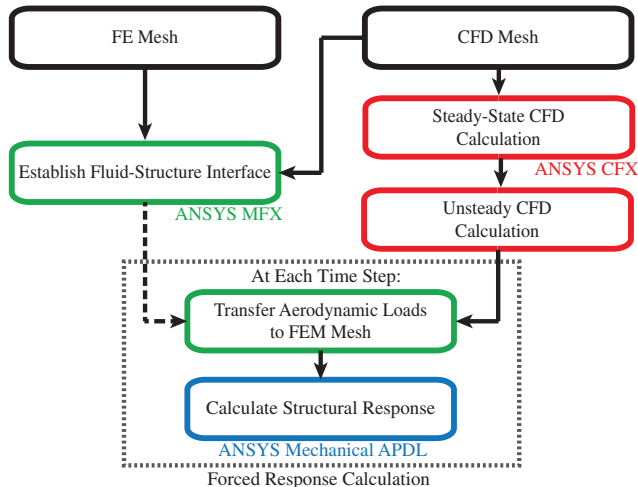 FE Mesh
CFD Mesh
Steady-State CFD
Calculation
Establish Fluid-Structure Interface
ANSYS CFX
ANSYS MFX
Unsteady CFD
Calculation
At Each Time Step:
Transfer Aerodynamic Loads
to FEM Mesh
Calculate Structural Response
ANSYS Mechanical APDL
Forced Response Calculation